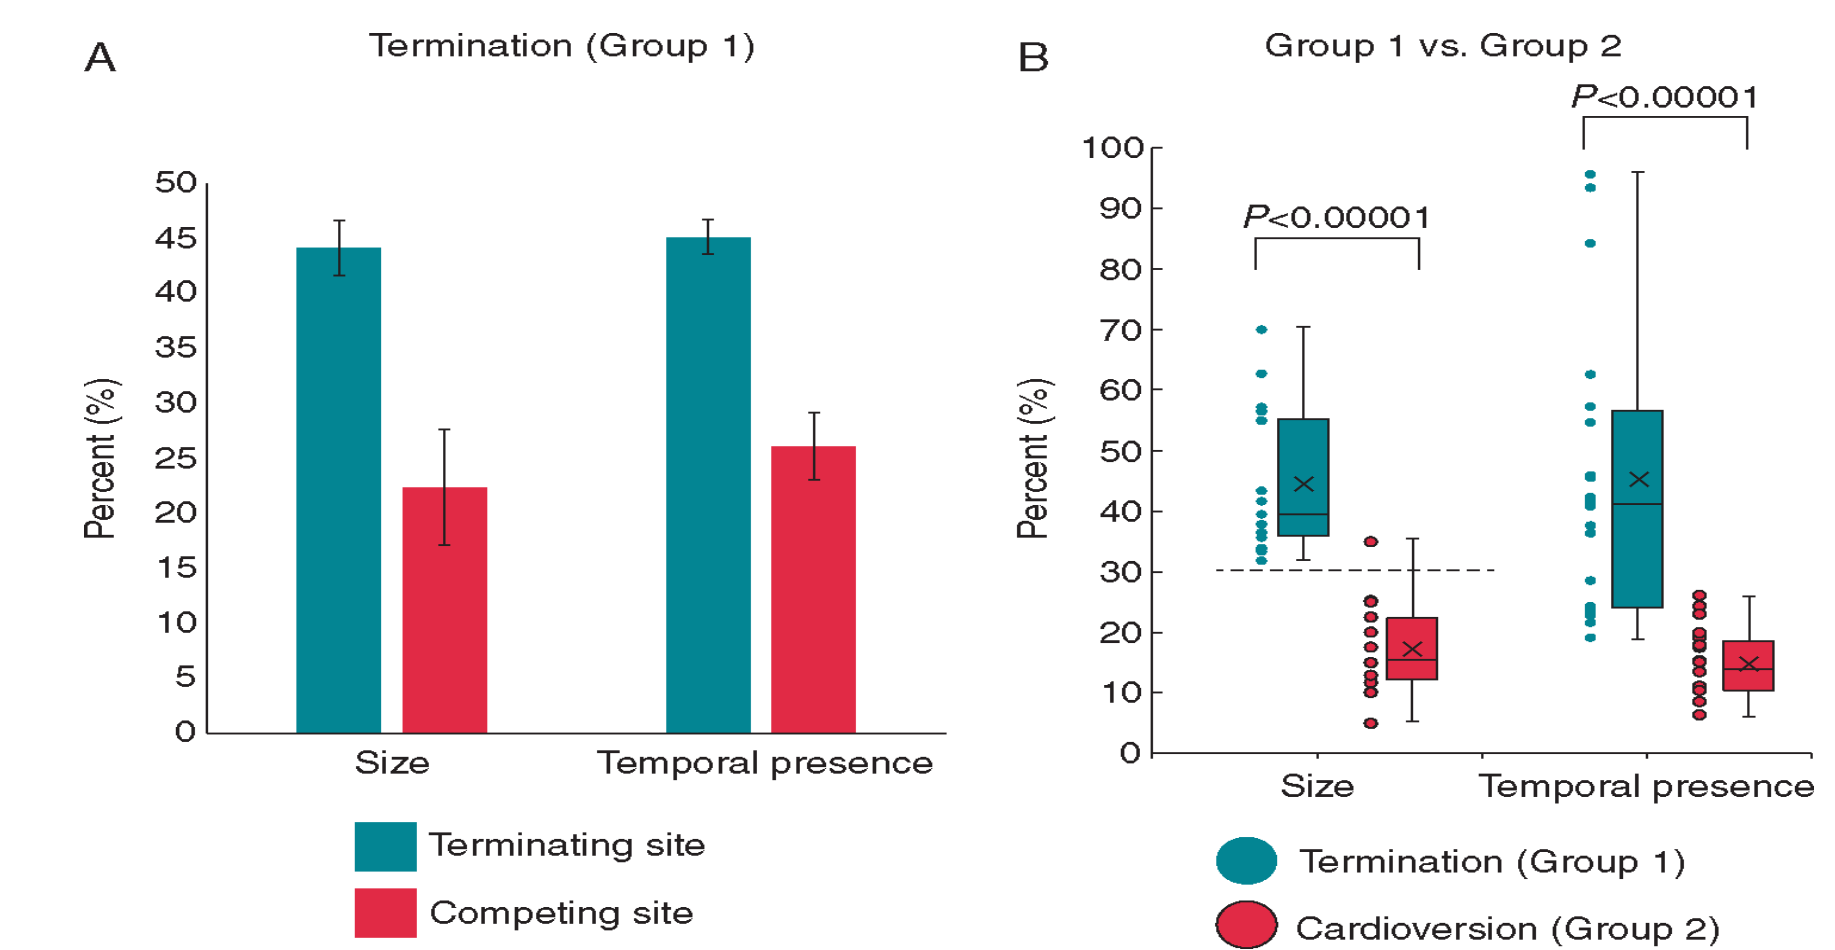 A
Termination (Group 1)
50
45
40
35
30
25
20
15
10
5
0
Percent (%)
Size
Temporal presence
Terminating site
Competing site
B
Group 1 vs. Group 2
P<0.00001
P<0.00001
100
90
80
70
60
50
40
30
20
10
0
Percent (%)
Size
Temporal presence
Termination (Group 1)
Cardioversion (Group 2)